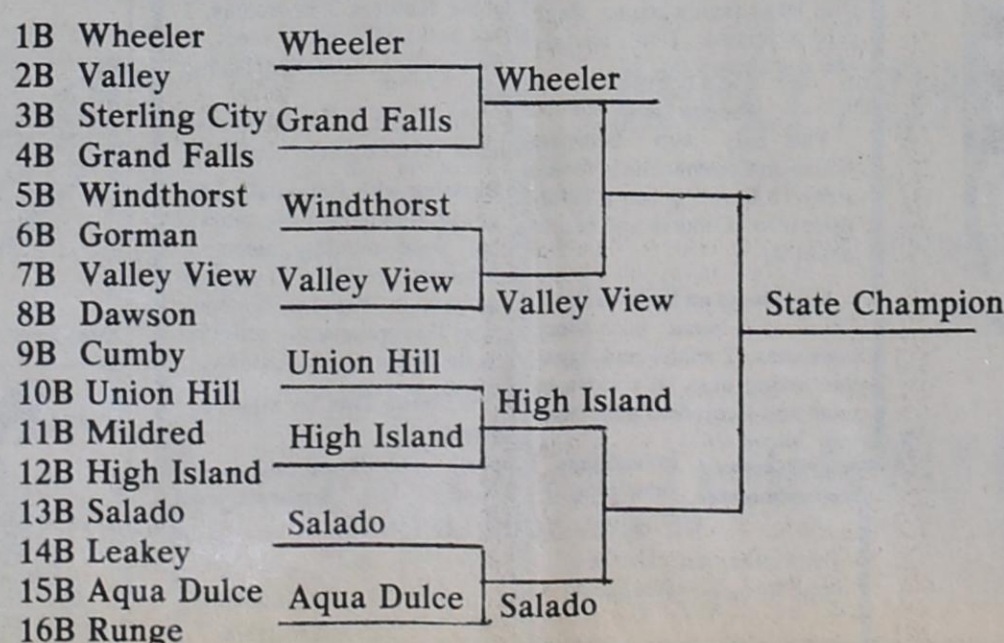 1B Wheeler
2B Valley
3B Sterling City
4B Grand Falls
5B Windthorst
6B Gorman
7B Valley View
8B Dawson
9B Cumby
10B Union Hill
11B Mildred
12B High Island
13B Salado
14B Leakey
15B Aqua Dulce
16B Runge
Wheeler
Grand Falls
Windthorst
Valley View
Union Hill
High Island
Salado
Aqua Dulce
Wheeler
Valley View
High Island
Salado
State Champion